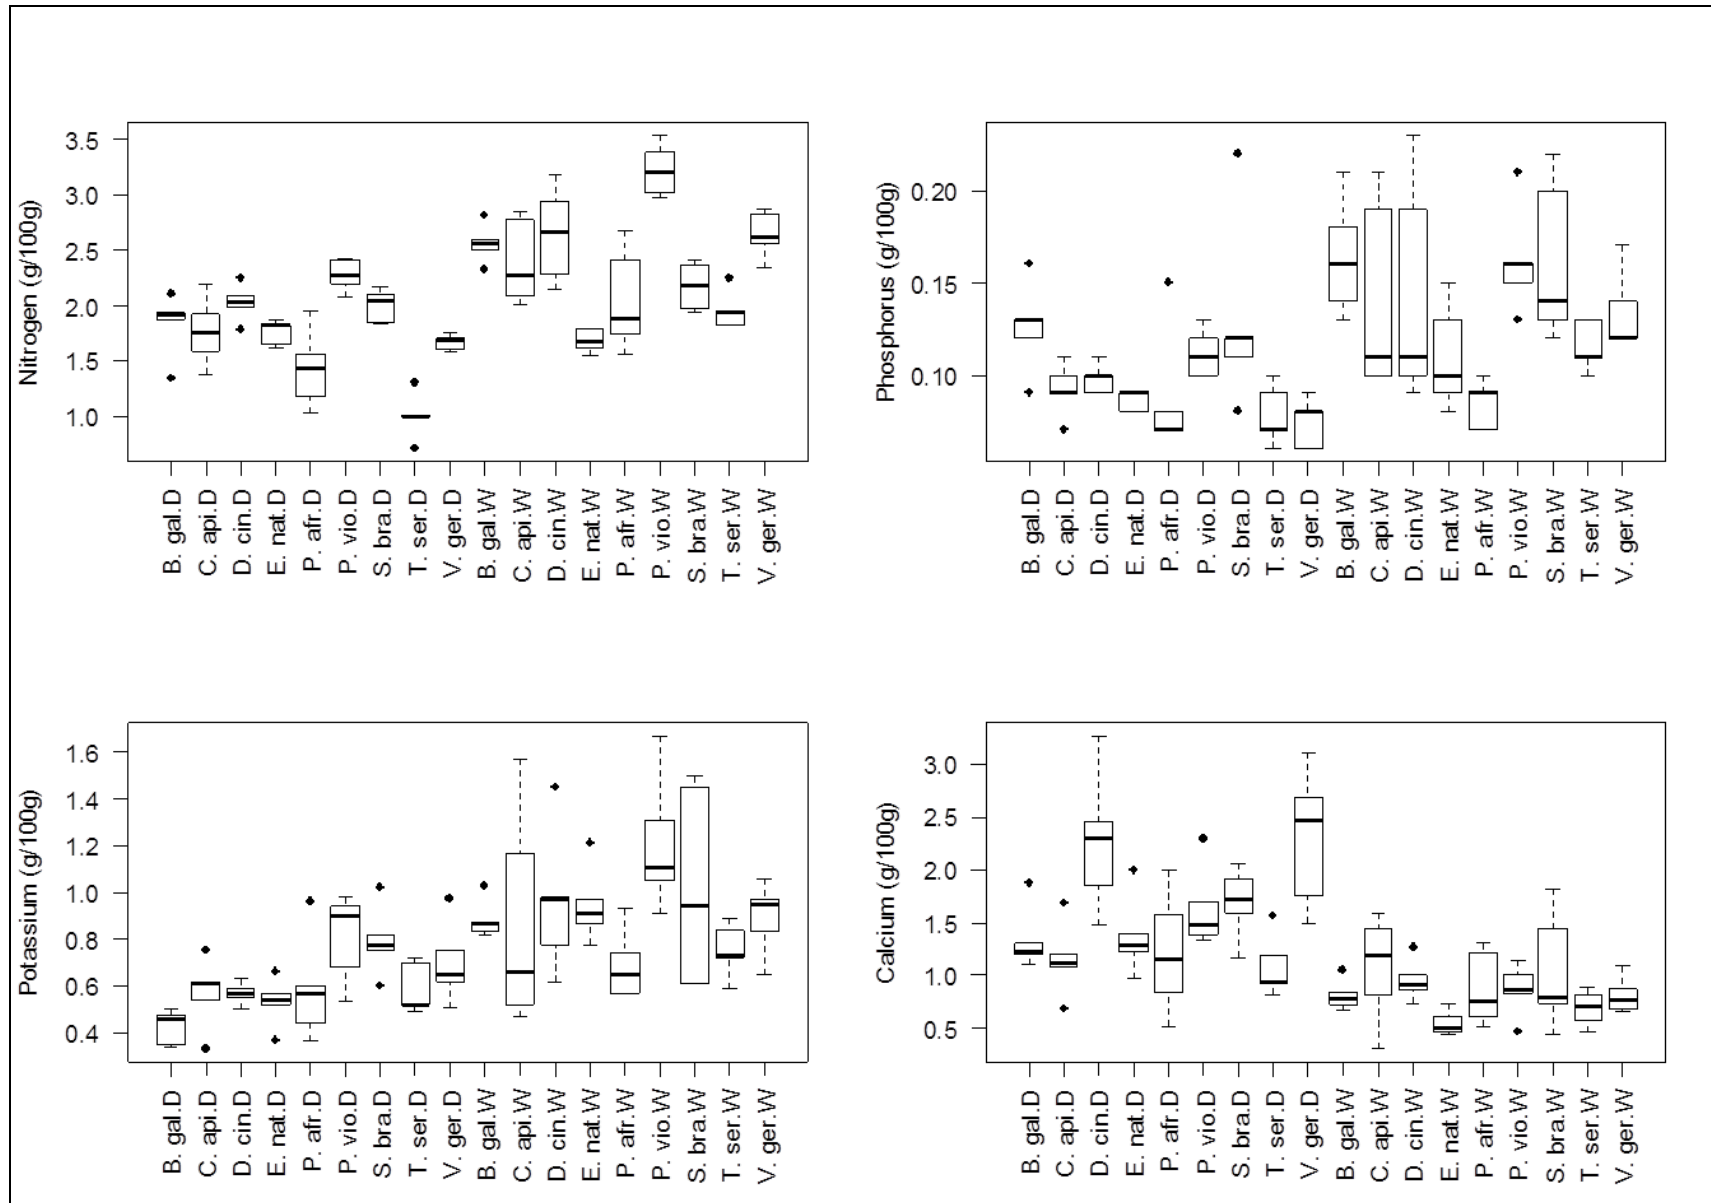 Nitrogen (g/100g)
3.5
3.0
2.5
2.0
1.5
1.0
B. gal.D
C. api.D
D. cin.D
E. nat.D
P. afr.D
P. vio.D
S. bra.D
T. ser.D
V. ger.D
B. gal.W
C. api.W
D. cin.W
E. nat.W
P. afr.W
P. vio.W
S. bra.W
T. ser.W
V. ger.W
Phosphorus (g/100g)
0.20
0.15
0.10
B. gal.D
C. api.D
D. cin.D
E. nat.D
P. afr.D
P. vio.D
S. bra.D
T. ser.D
V. ger.D
B. gal.W
C. api.W
D. cin.W
E. nat.W
P. afr.W
P. vio.W
S. bra.W
T. ser.W
V. ger.W
Potassium (g/100g)
1.6
1.4
1.2
1.0
0.8
0.6
0.4
B. gal.D
C. api.D
D. cin.D
E. nat.D
P. afr.D
P. vio.D
S. bra.D
T. ser.D
V. ger.D
B. gal.W
C. api.W
D. cin.W
E. nat.W
P. afr.W
P. vio.W
S. bra.W
T. ser.W
V. ger.W
Calcium (g/100g)
3.0
2.5
2.0
1.5
1.0
0.5
B. gal.D
C. api.D
D. cin.D
E. nat.D
P. afr.D
P. vio.D
S. bra.D
T. ser.D
V. ger.D
B. gal.W
C. api.W
D. cin.W
E. nat.W
P. afr.W
P. vio.W
S. bra.W
T. ser.W
V. ger.W